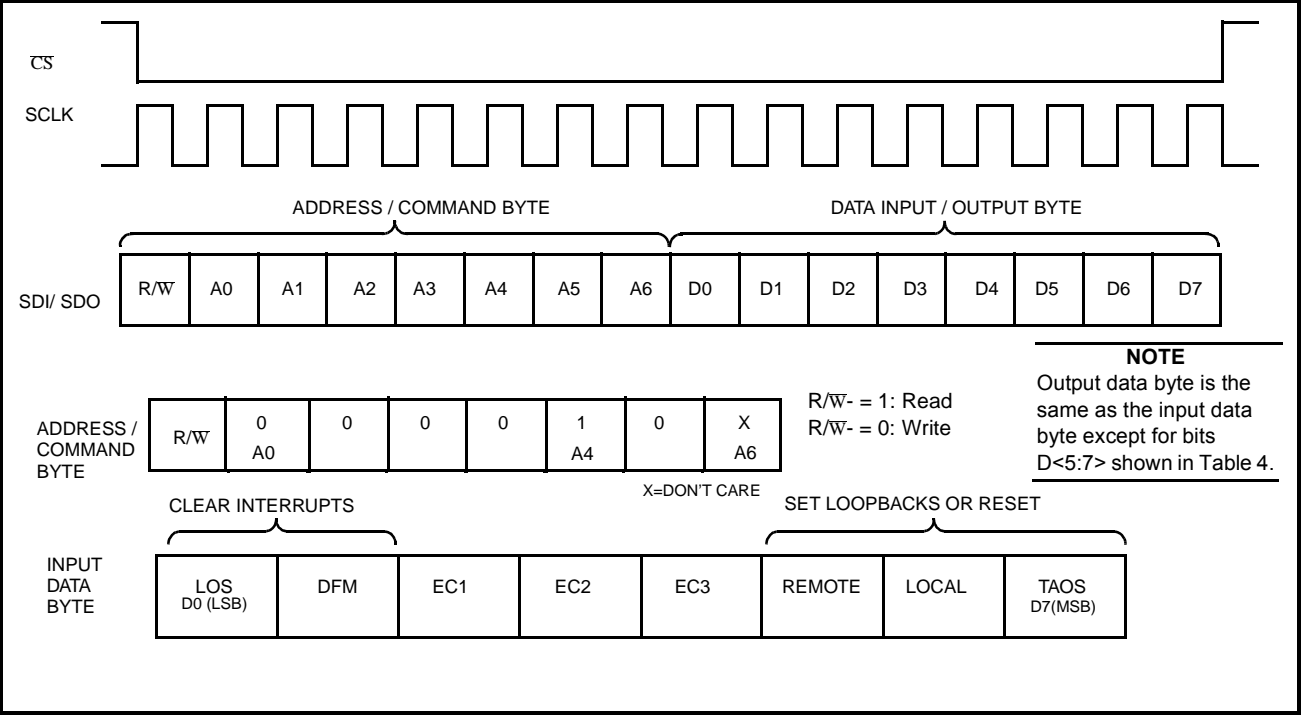 C̅S̅
SCLK
ADDRESS / COMMAND BYTE
DATA INPUT / OUTPUT BYTE
SDI/ SDO
R/W̅ A0 A1 A2 A3 A4 A5 A6 D0 D1 D2 D3 D4 D5 D6 D7
NOTE
Output data byte is the
same as the input data
byte except for bits
D<5:7> shown in Table 4.
ADDRESS /
COMMAND
BYTE
R/W̅ 0 0 0 0 1 0 X
A0 A4 A6
R/W̅- = 1: Read
R/W̅- = 0: Write
X=DON'T CARE
CLEAR INTERRUPTS
SET LOOPBACKS OR RESET
INPUT
DATA
BYTE
LOS DFM EC1 EC2 EC3 REMOTE LOCAL TAOS
D0 (LSB) D7(MSB)